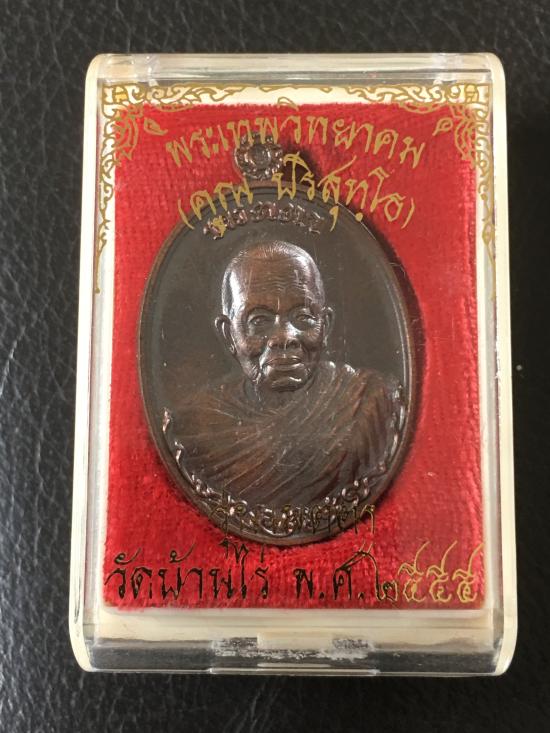 พระเทพวิทยาคม
(คูณ ปริสุทฺโธ)
วัดบ้านไร่ พ.ศ.๒๕๕๕